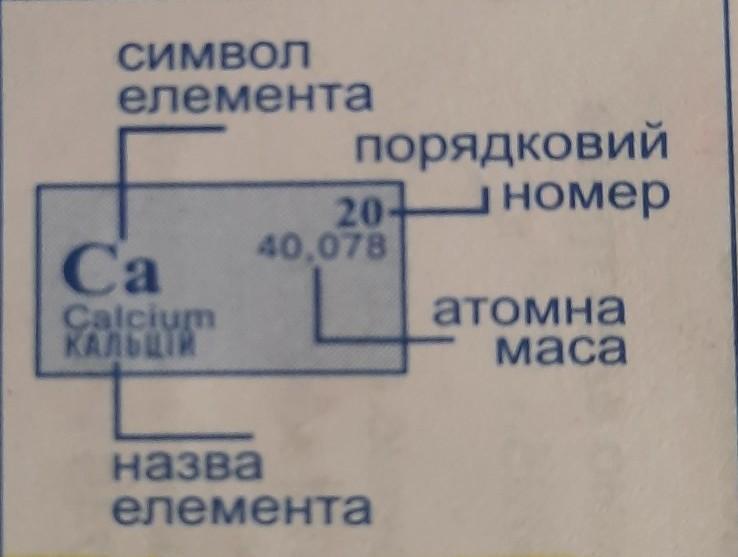 символ
елемента
порядковий
номер
20
40,078
Ca
Calcium
КАЛЬЦІЙ
атомна
маса
назва
елемента